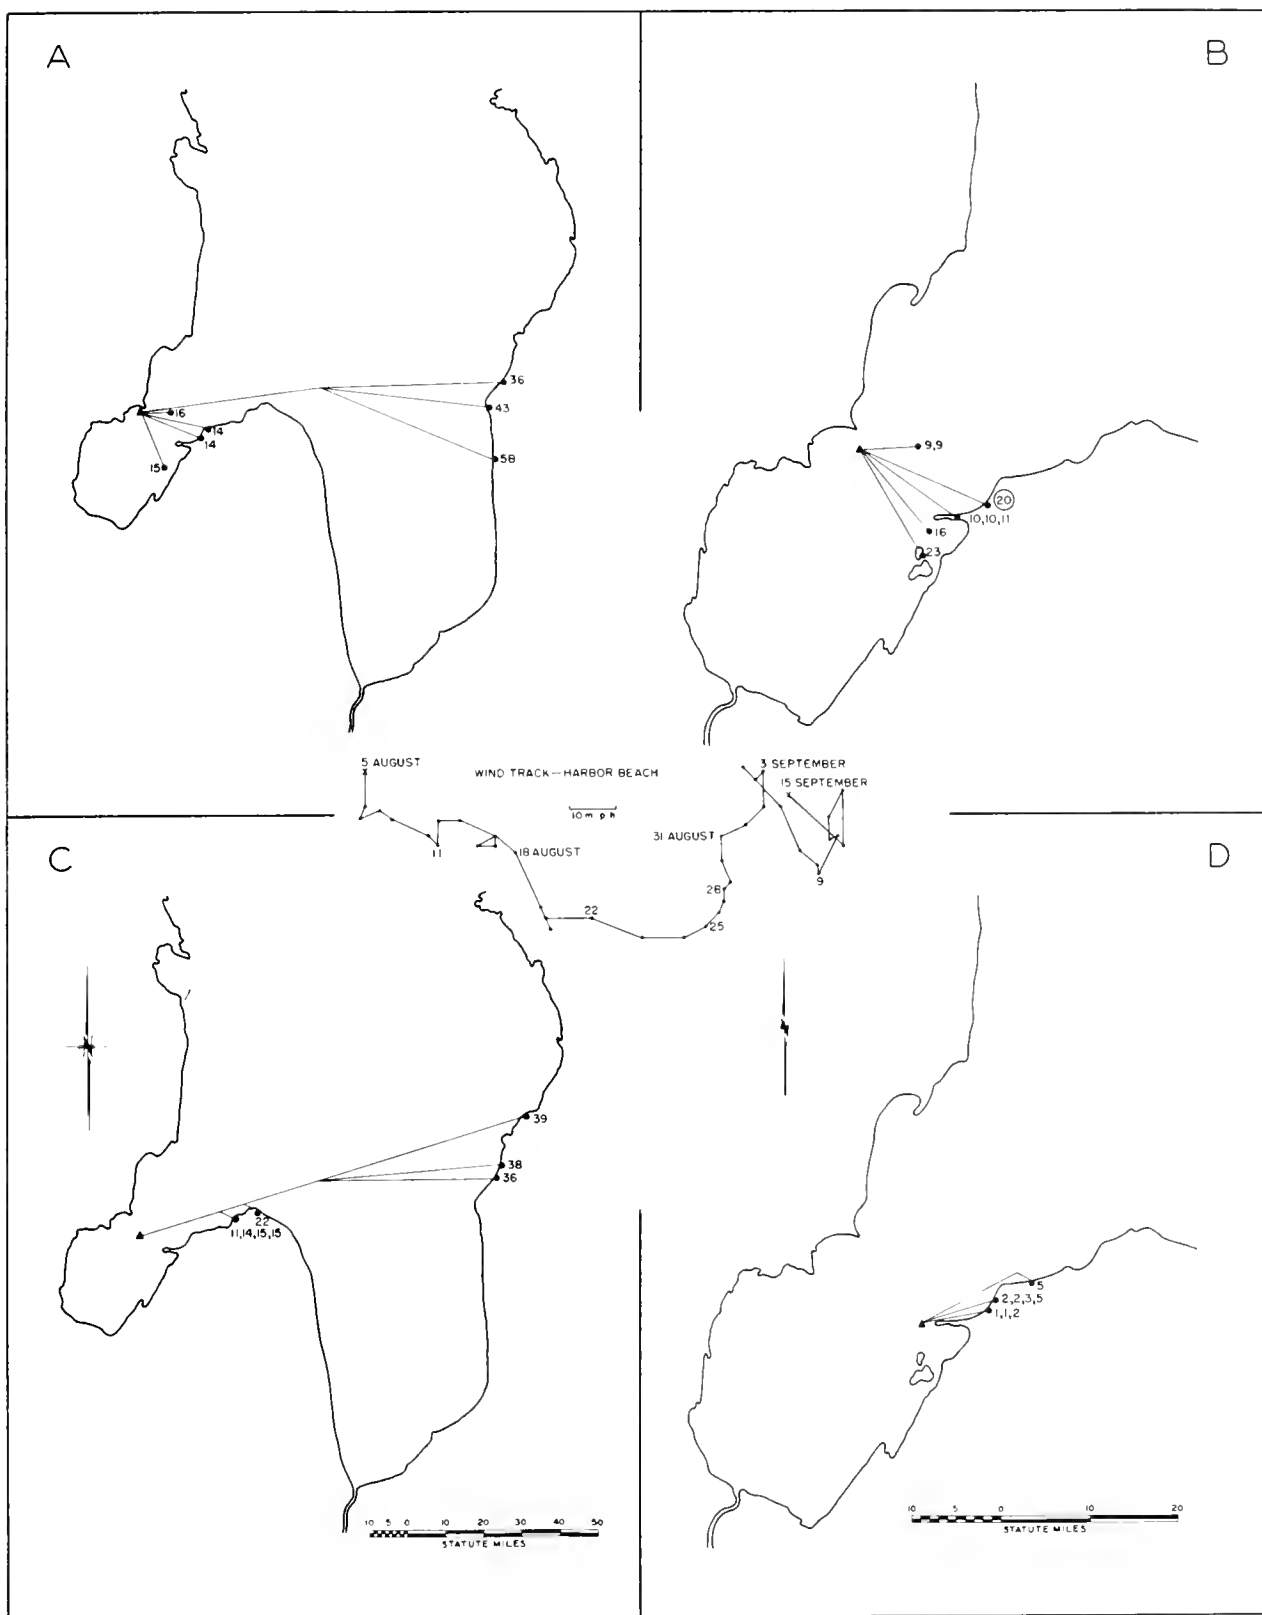 A
B
36
43
16
14
14
58
15
9,9
20
10,10,11
16
23
5 AUGUST
WIND TRACK—HARBOR BEACH
10 m p h
3 SEPTEMBER
15 SEPTEMBER
31 AUGUST
11
18 AUGUST
9
28
22
25
C
D
39
38
36
22
11,14,15,15
5
2,2,3,5
1,1,2
10 5 0 10 20 30 40 50
STATUTE MILES
10 5 0 10 20
STATUTE MILES